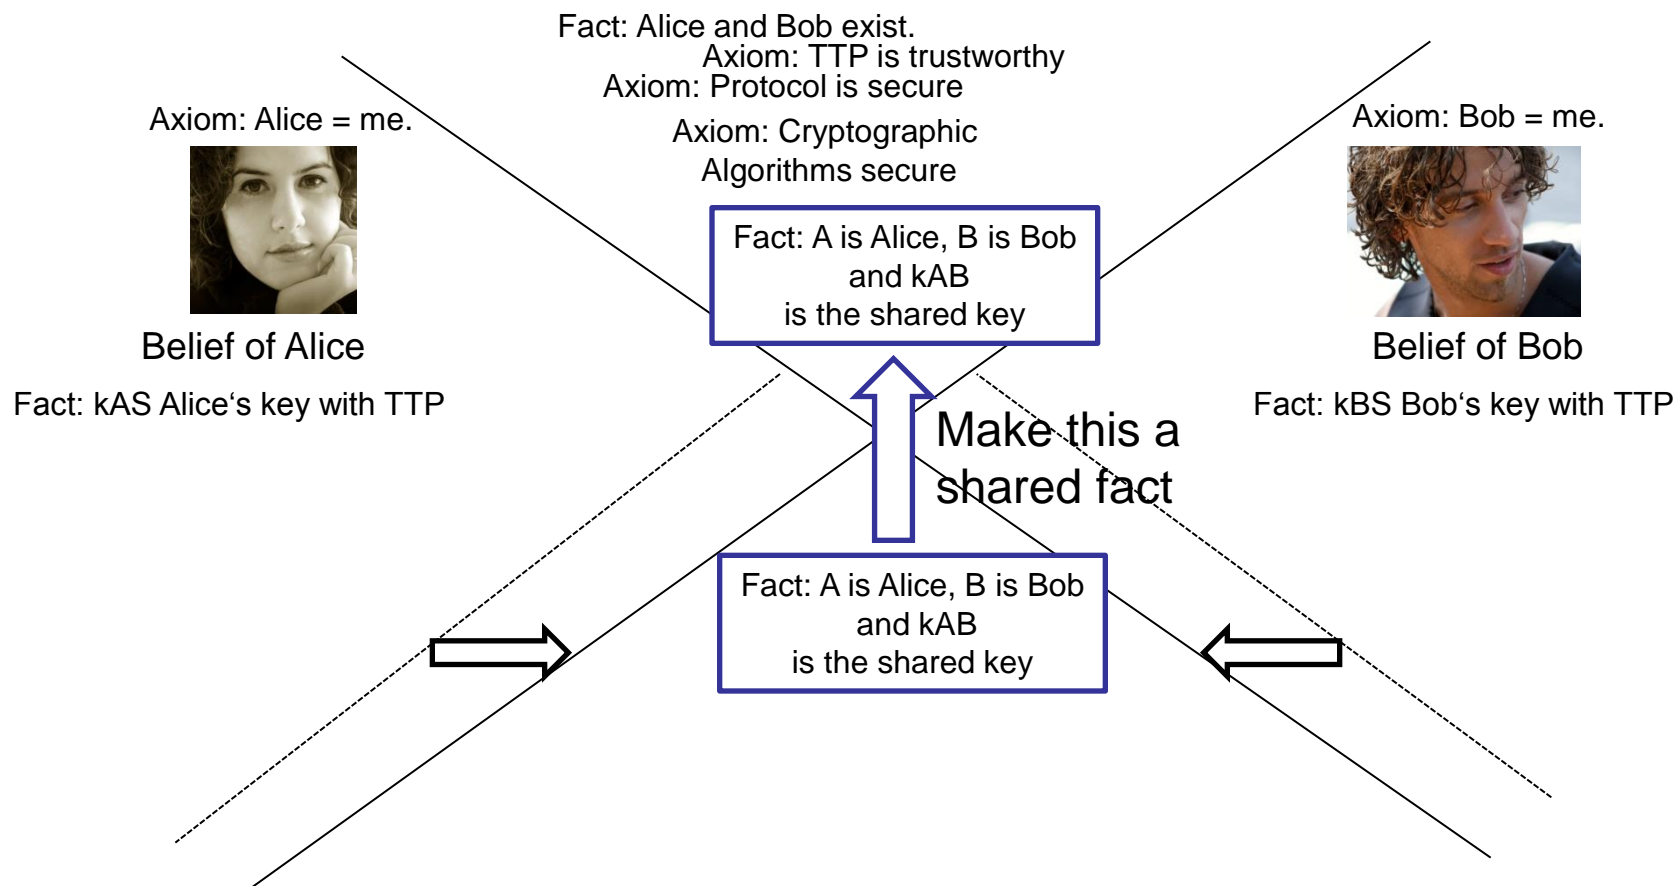 Fact: Alice and Bob exist.
Axiom: TTP is trustworthy
Axiom: Protocol is secure
Axiom: Alice = me.
Axiom: Bob = me.
Axiom: Cryptographic
Algorithms secure
Fact: A is Alice, B is Bob
and kAB
is the shared key
Belief of Alice
Belief of Bob
Fact: kAS Alice‘s key with TTP
Fact: kBS Bob‘s key with TTP
Make this a
shared fact
Fact: A is Alice, B is Bob
and kAB
is the shared key